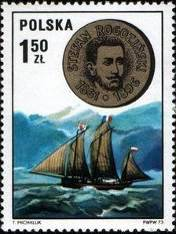 POLSKA
1.50
ZŁ
STEFAN ROGOZIŃSKI
1861 1896
T. MICHALUK
PWPW 73